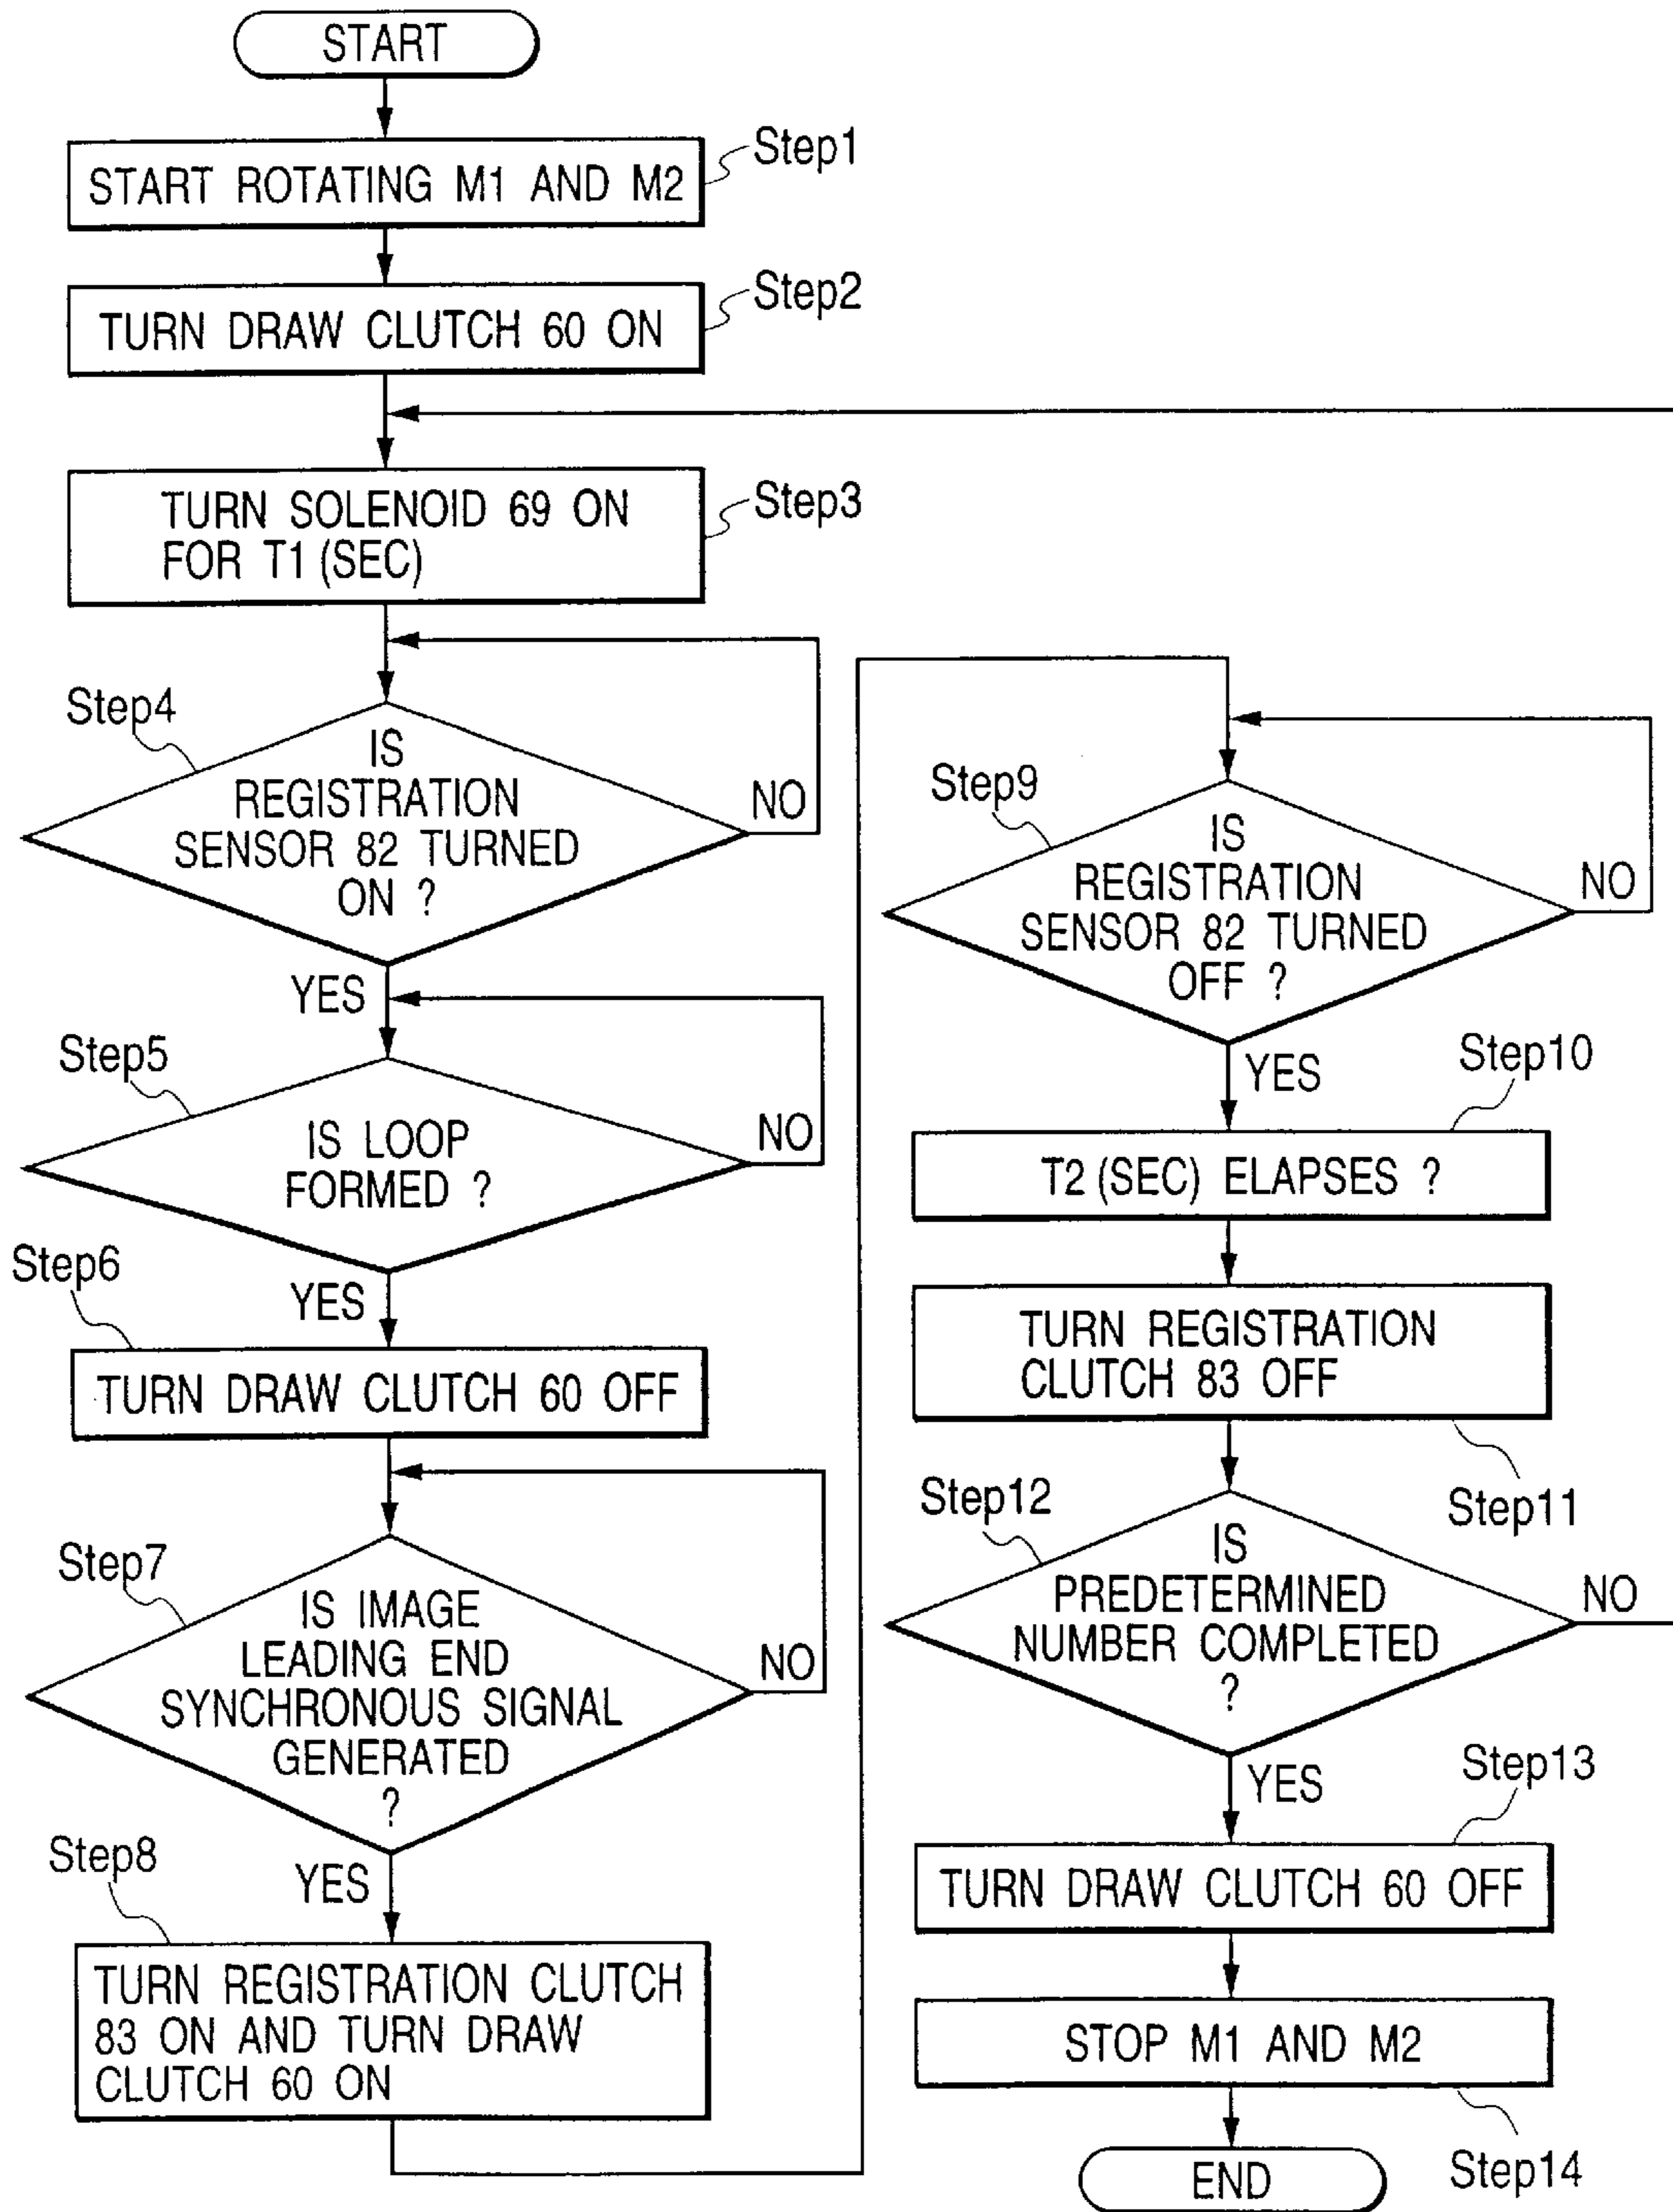 START
Step1
START ROTATING M1 AND M2
Step2
TURN DRAW CLUTCH 60 ON
Step3
TURN SOLENOID 69 ON
FOR T1 (SEC)
Step4
IS
REGISTRATION
SENSOR 82 TURNED
ON ?
NO
YES
Step5
IS LOOP
FORMED ?
NO
YES
Step6
TURN DRAW CLUTCH 60 OFF
Step7
IS IMAGE
LEADING END
SYNCHRONOUS SIGNAL
GENERATED
?
NO
YES
Step8
TURN REGISTRATION CLUTCH
83 ON AND TURN DRAW
CLUTCH 60 ON
Step9
IS
REGISTRATION
SENSOR 82 TURNED
OFF ?
NO
YES
Step10
T2 (SEC) ELAPSES ?
TURN REGISTRATION
CLUTCH 83 OFF
Step11
Step12
IS
PREDETERMINED
NUMBER COMPLETED
?
NO
YES
Step13
TURN DRAW CLUTCH 60 OFF
STOP M1 AND M2
Step14
END